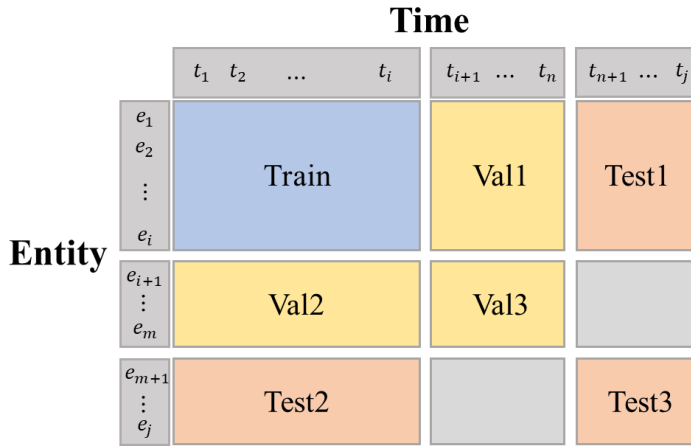 Time
t₁ t₂ … tᵢ tᵢ₊₁ … tₙ tₙ₊₁ … tⱼ
Entity
e₁
e₂
⋮
eᵢ
Train Val1 Test1
eᵢ₊₁
⋮
eₘ
Val2 Val3
eₘ₊₁
⋮
eⱼ
Test2 Test3